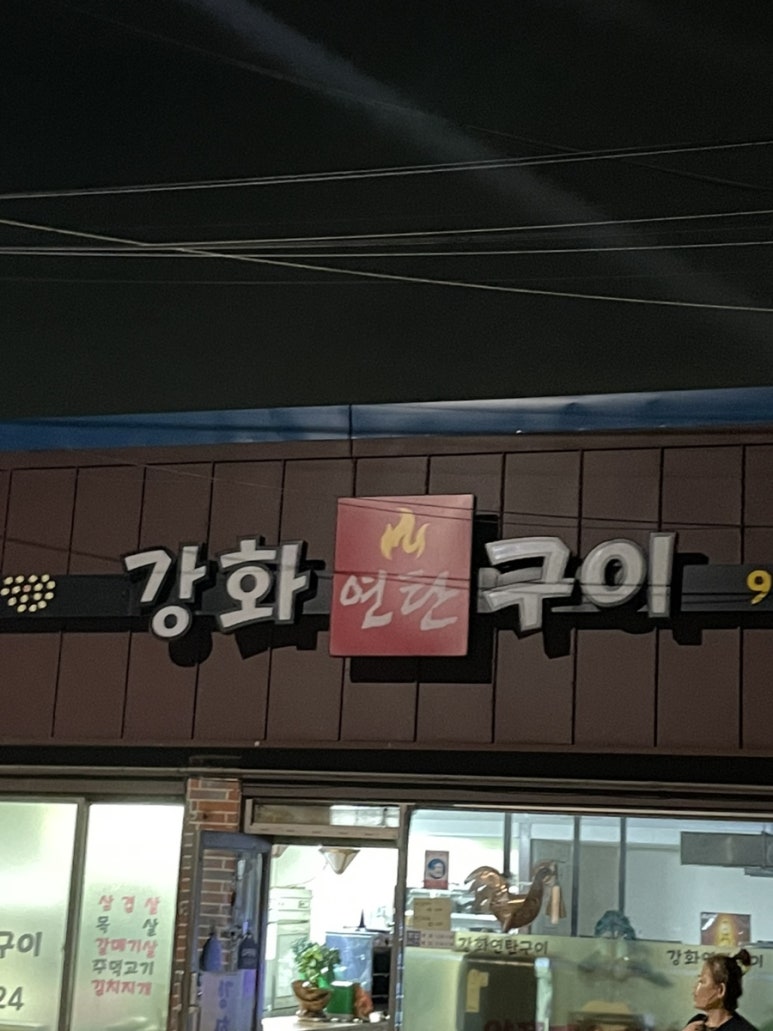 강화 연탄 구이 9
삼겹살
목 살
갈매기살
주먹고기
김치찌개
구이
24
강화연탄구이